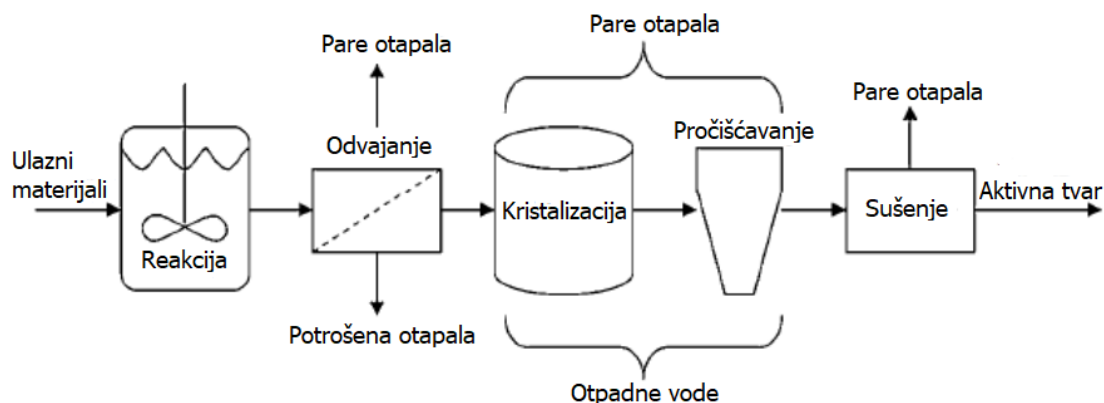 Pare otapala
Pare otapala
Pare otapala
Odvajanje
Pročišćavanje
Ulazni
materijali
Reakcija
Kristalizacija
Sušenje
Aktivna tvar
Potrošena otapala
Otpadne vode